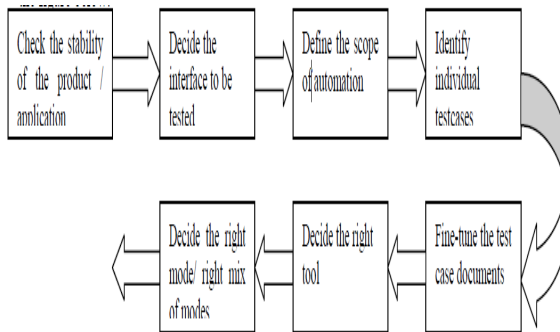 Check the stability
of the product /
application
Decide the
interface to be
tested
Define the scope
of automation
Identify
individual
testcases
Fine-tune the test
case documents
Decide the right
tool
Decide the right
mode/ right mix
of modes